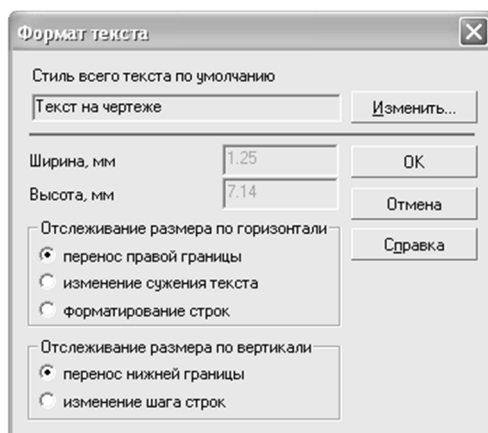 Формат текста
Стиль всего текста по умолчанию
Текст на чертеже
Изменить...
Ширина, мм 1.25
OK
Высота, мм 7.14
Отмена
Справка
Отслеживание размера по горизонтали
перенос правой границы
изменение сужения текста
форматирование строк
Отслеживание размера по вертикали
перенос нижней границы
изменение шага строк